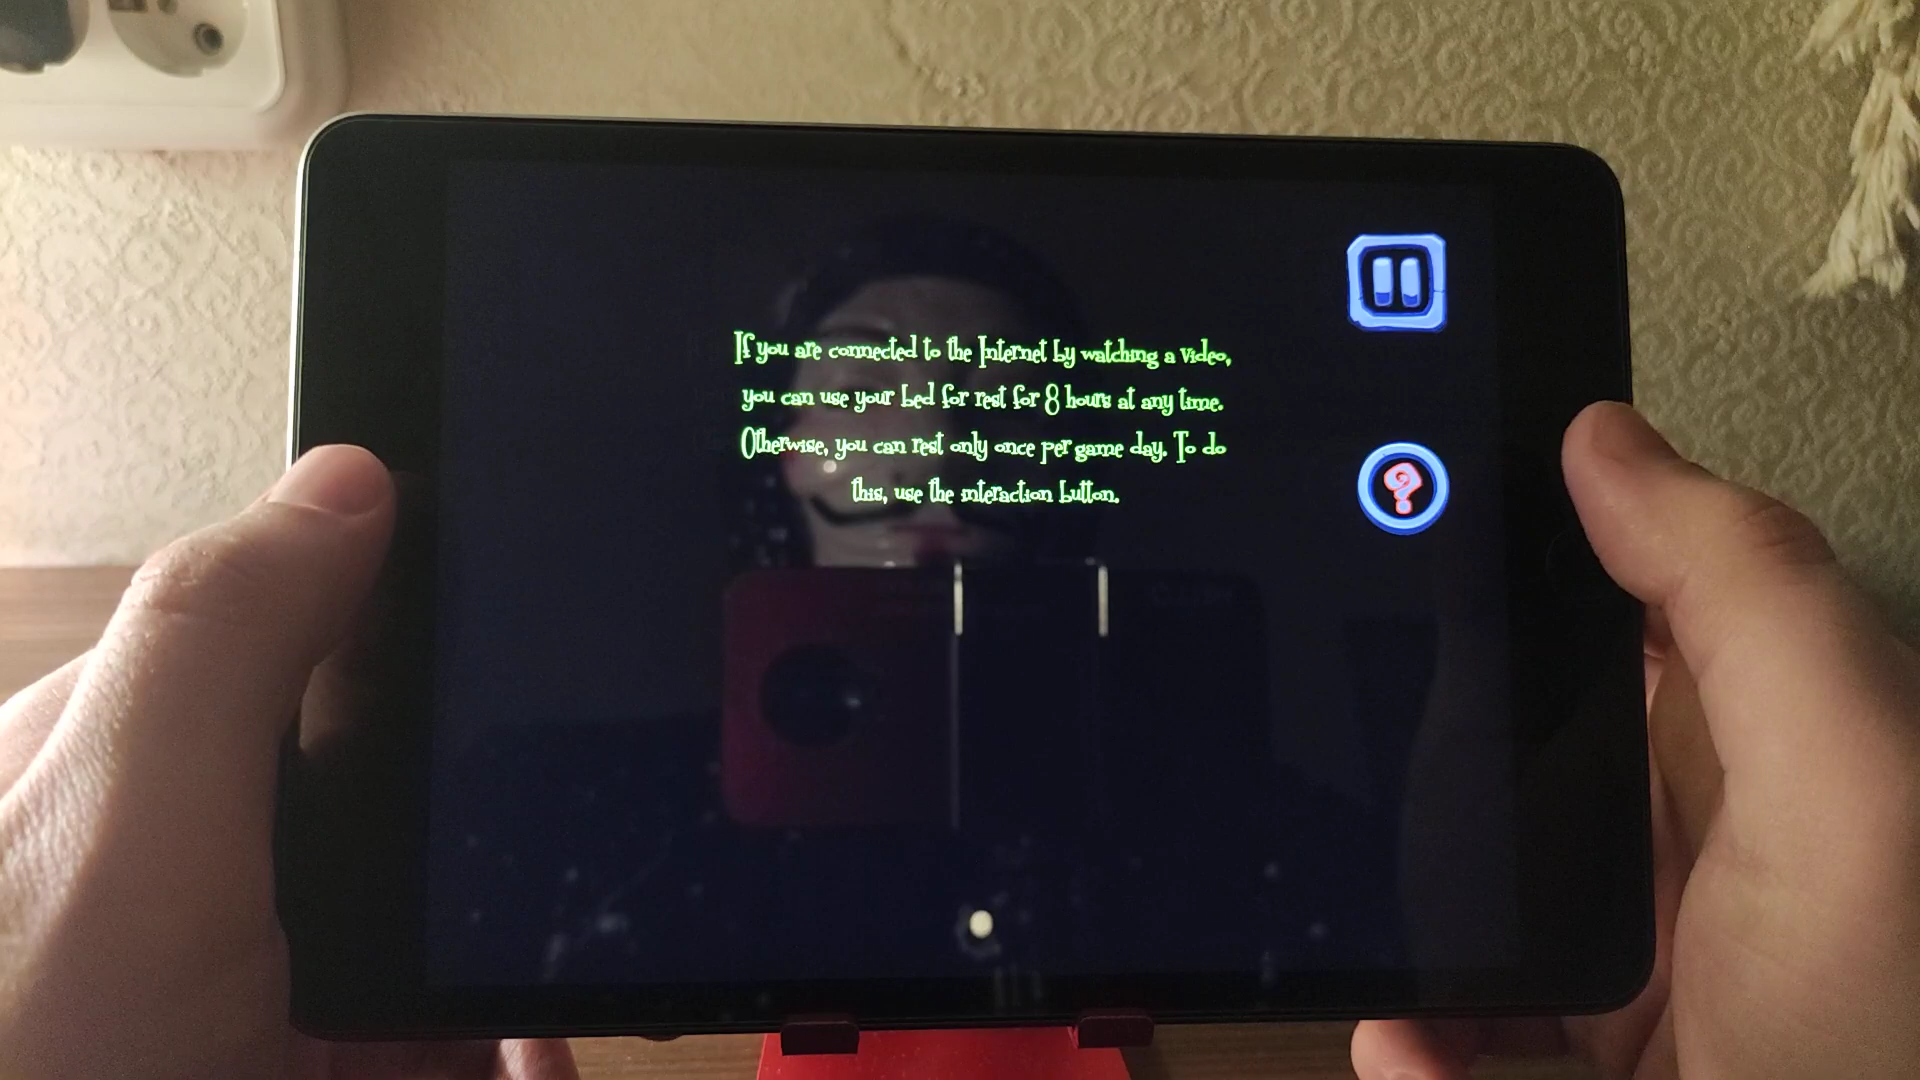 If you are connected to the Internet by watching a video,
you can use your bed for rest for 8 hours at any time.
Otherwise, you can rest only once per game day. To do
this, use the interaction button.
?